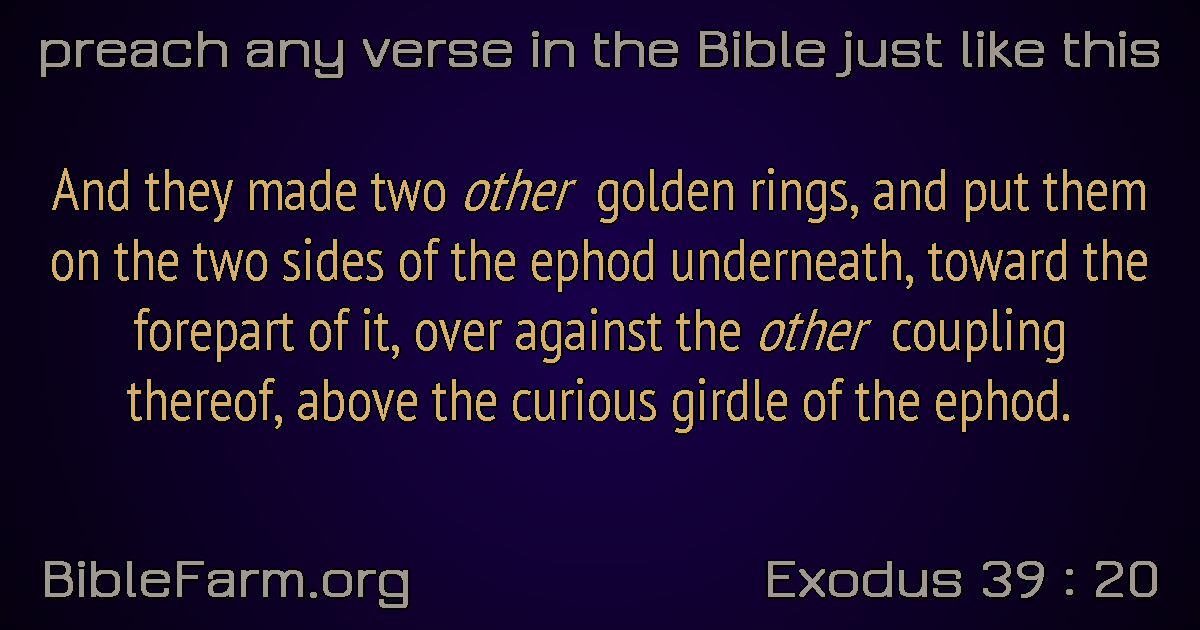 preach any verse in the Bible just like this
And they made two other golden rings, and put them
on the two sides of the ephod underneath, toward the
forepart of it, over against the other coupling
thereof, above the curious girdle of the ephod.
BibleFarm.org
Exodus 39 : 20